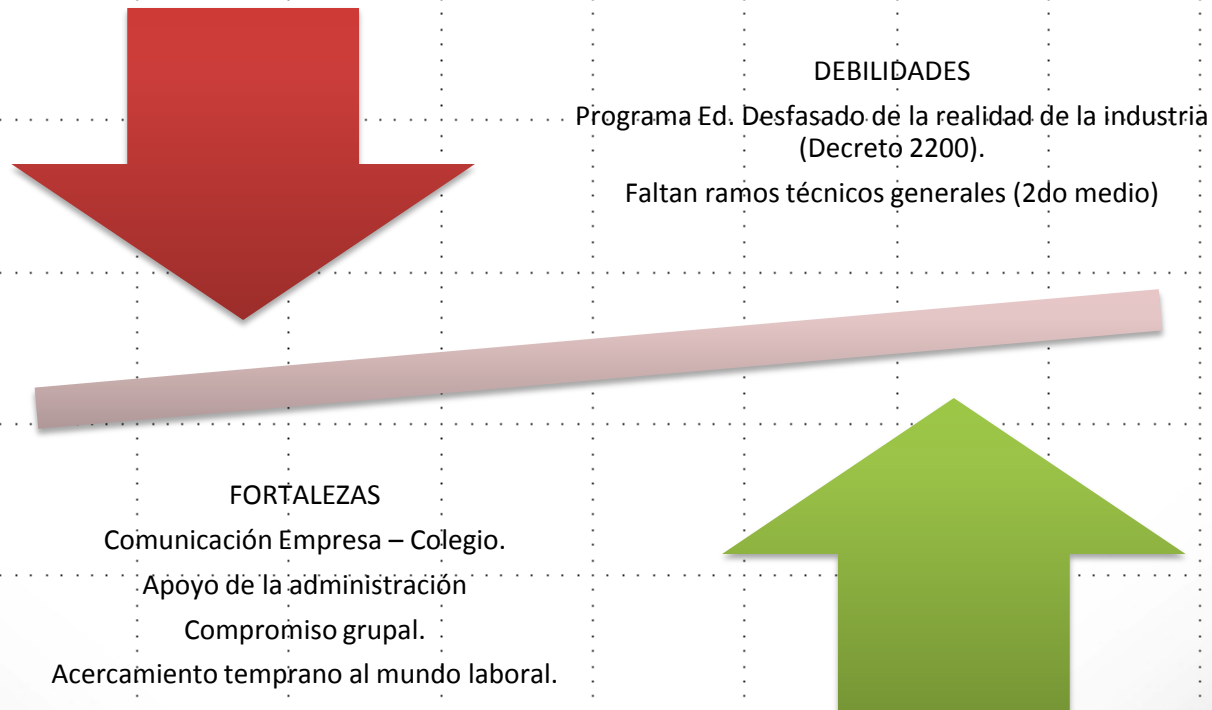 DEBILIDADES
Programa Ed. Desfasado de la realidad de la industria
(Decreto 2200).
Faltan ramos técnicos generales (2do medio)
FORTALEZAS
Comunicación Empresa – Colegio.
Apoyo de la administración
Compromiso grupal.
Acercamiento temprano al mundo laboral.